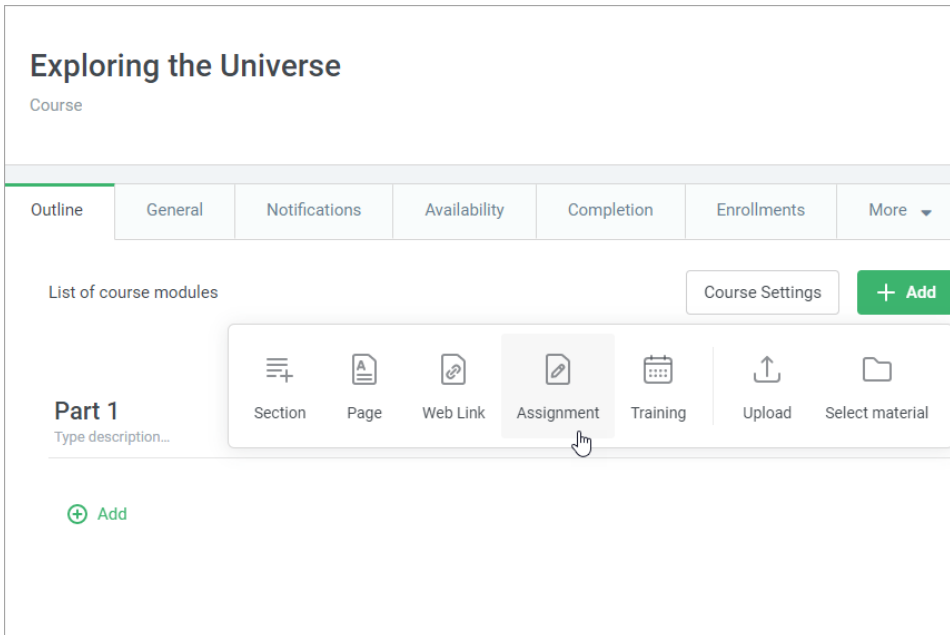 Exploring the Universe
Course
Outline General Notifications Availability Completion Enrollments More
List of course modules Course Settings + Add
Section Page Web Link Assignment Training Upload Select material
Part 1
Type description...
Add